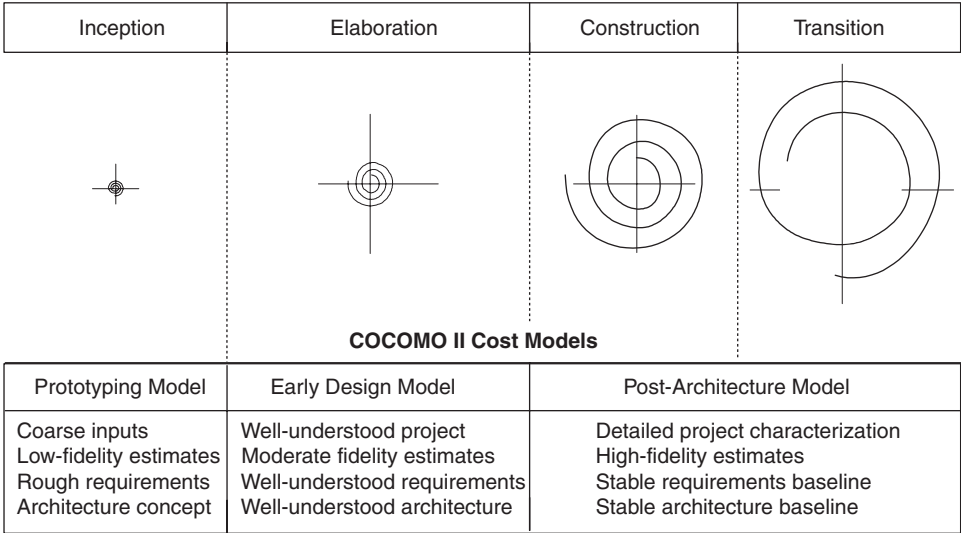 Inception Elaboration Construction Transition
COCOMO II Cost Models
Prototyping Model Early Design Model Post-Architecture Model
Coarse inputs Well-understood project Detailed project characterization
Low-fidelity estimates Moderate fidelity estimates High-fidelity estimates
Rough requirements Well-understood requirements Stable requirements baseline
Architecture concept Well-understood architecture Stable architecture baseline